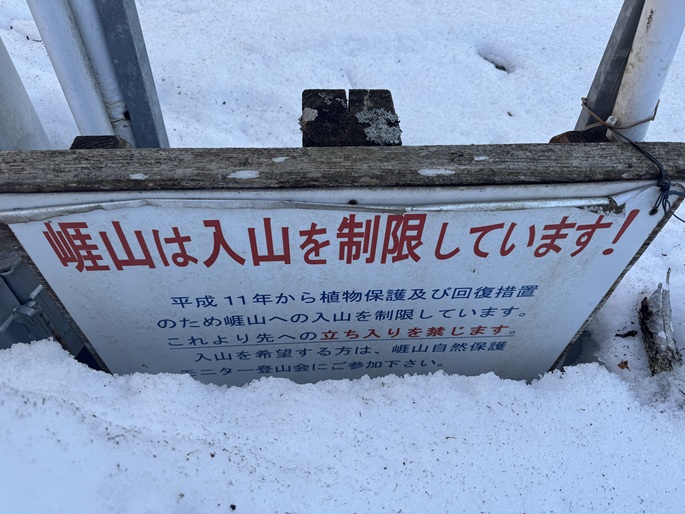 崕山は入山を制限しています!
平成11年から植物保護及び回復措置
のため崕山への入山を制限しています。
これより先への立ち入りを禁じます。
入山を希望する方は、崕山自然保護
モニター登山会にご参加下さい。